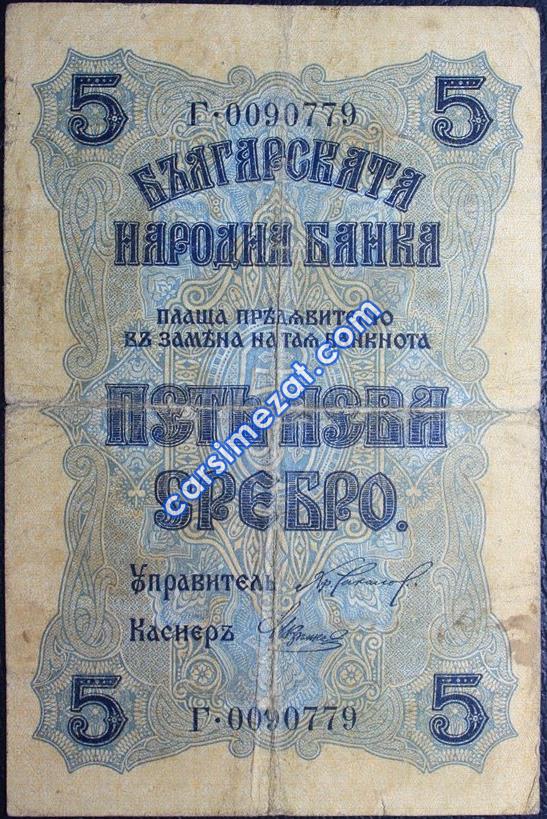 5 Г·0090779 5
БЪЛГАРСКАТА
НАРОДНА БАНКА
ПЛАЩА ПРѢДЯВИТЕЛЮ
ВЪ ЗАМѢНА НА ТАЯ БАНКНОТА
ПЕТЬ ЛЕВА
СРЕБРО.
carsimezat.com
Управитель
Касиеръ
5 Г·0090779 5